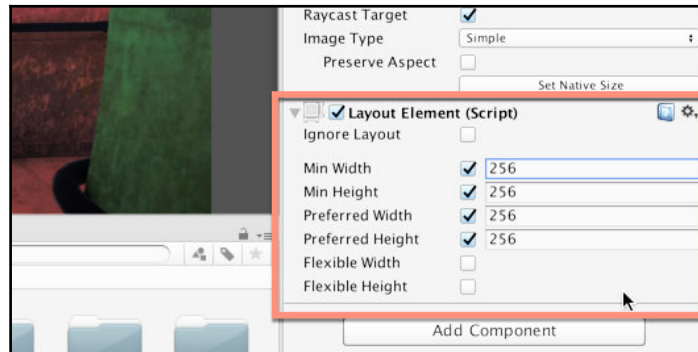 Raycast Target
Image Type Simple
Preserve Aspect
Set Native Size
Layout Element (Script)
Ignore Layout
Min Width 256
Min Height 256
Preferred Width 256
Preferred Height 256
Flexible Width
Flexible Height
Add Component